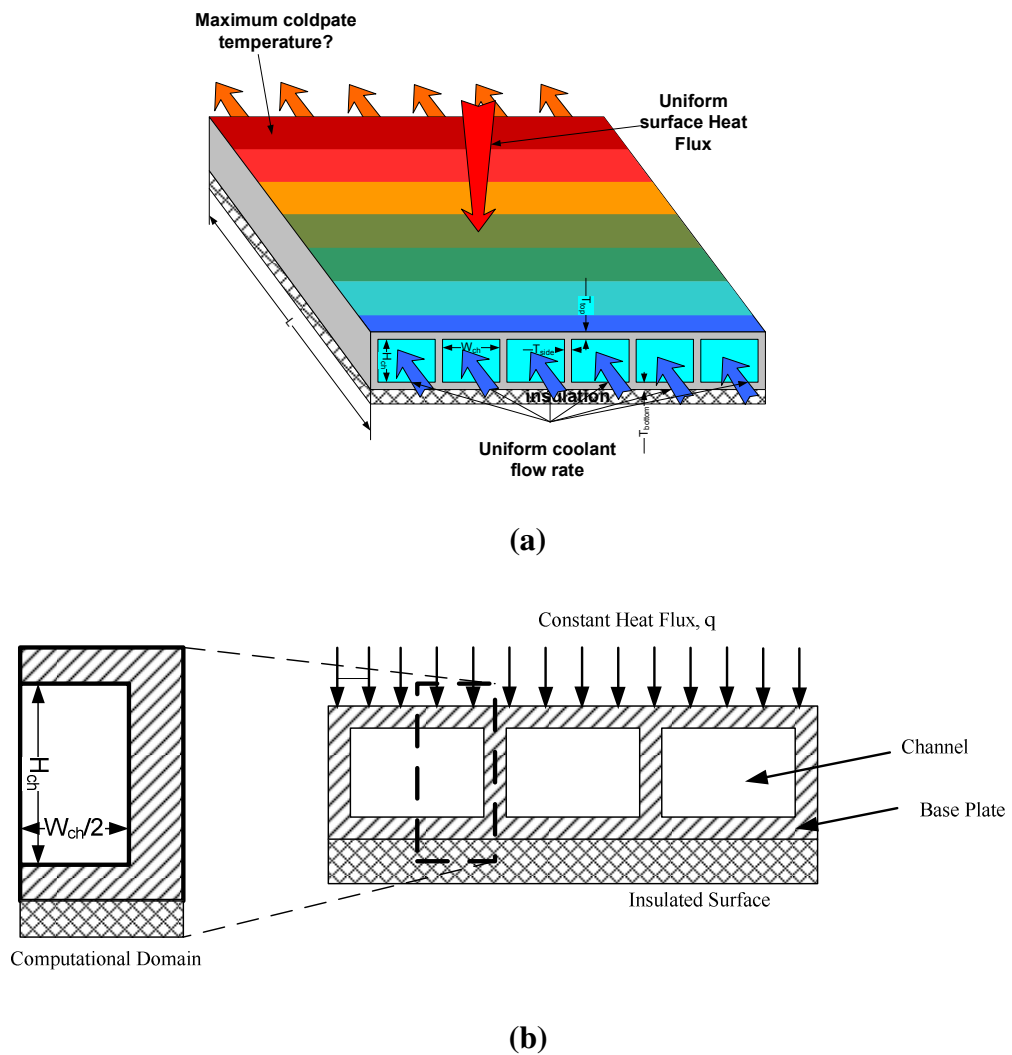 Maximum coldpate
temperature?
Uniform
surface Heat
Flux
L
T_top
H_ch
W_ch
T_side
insulation
T_bottom
Uniform coolant
flow rate
(a)
Constant Heat Flux, q
H_ch
W_ch/2
Channel
Base Plate
Insulated Surface
Computational Domain
(b)